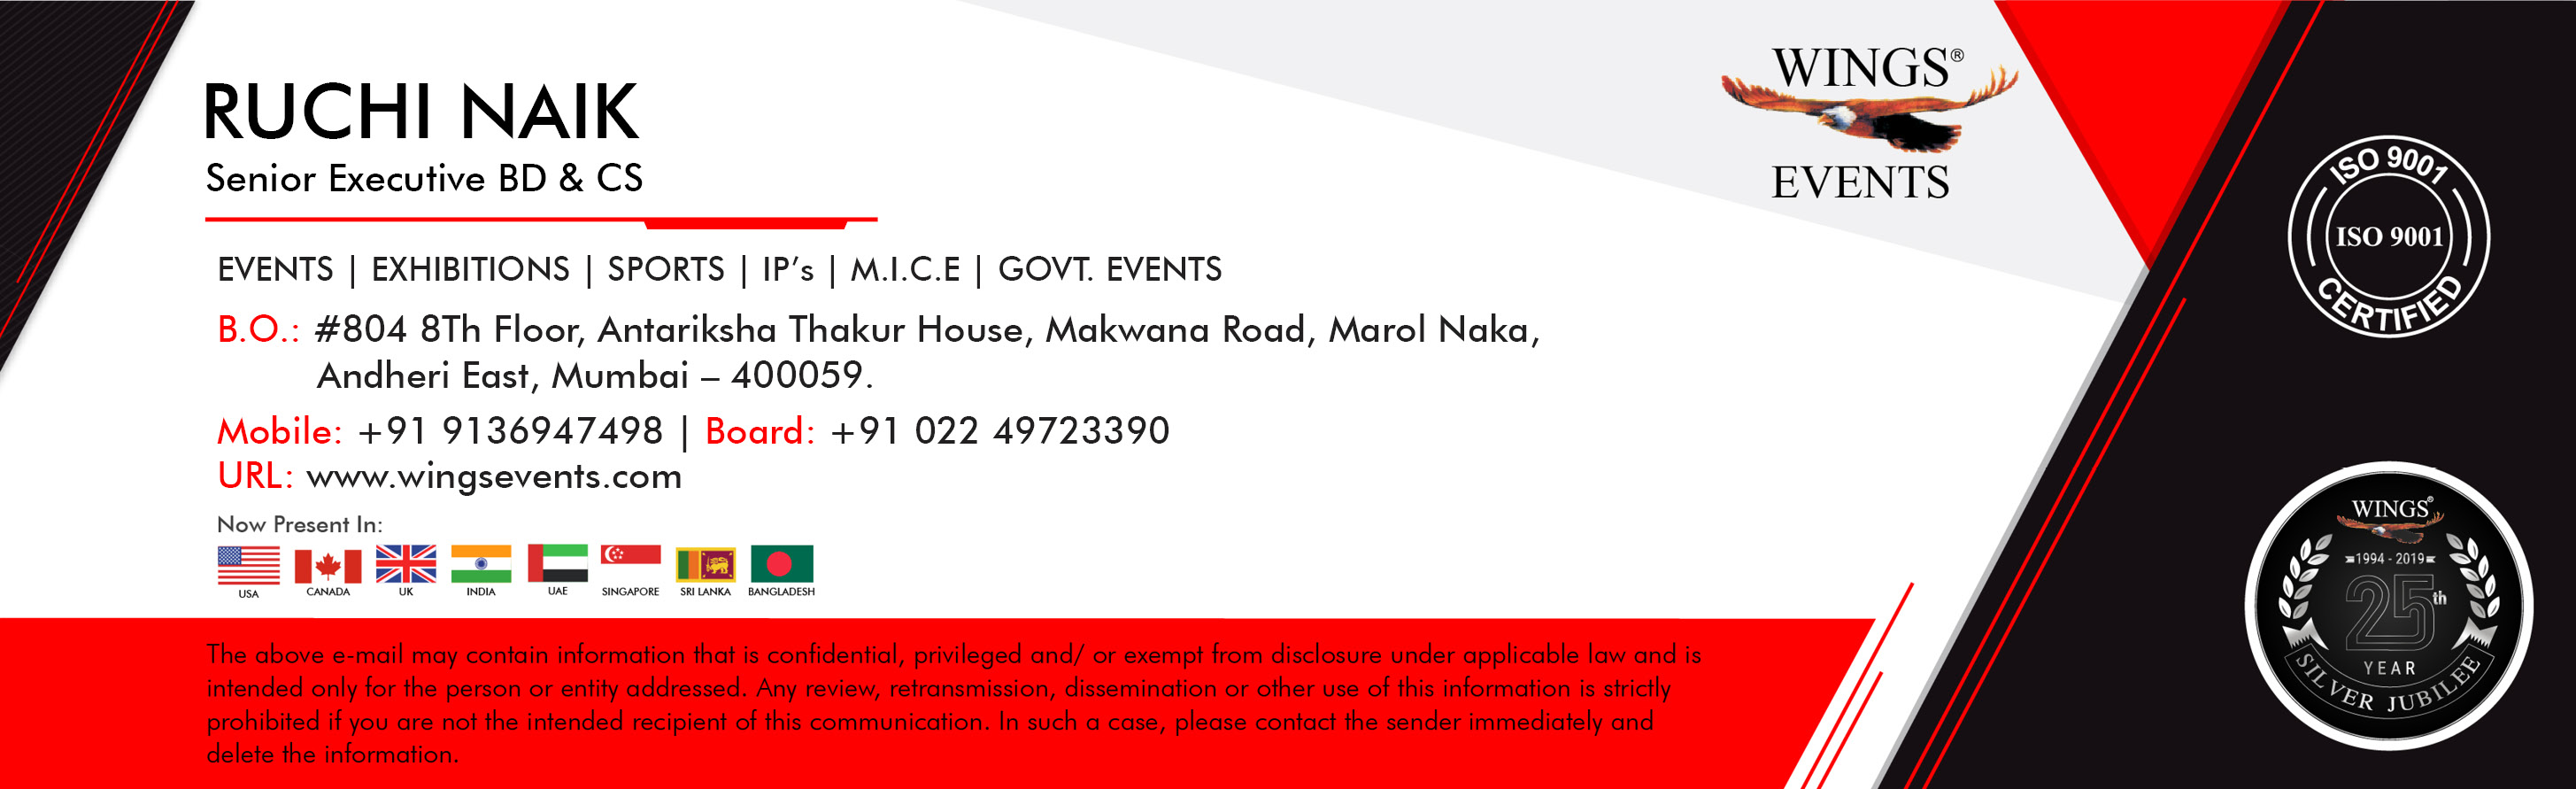 RUCHI NAIK
Senior Executive BD & CS
EVENTS | EXHIBITIONS | SPORTS | IP’s | M.I.C.E | GOVT. EVENTS
B.O.: #804 8Th Floor, Antariksha Thakur House, Makwana Road, Marol Naka,
Andheri East, Mumbai – 400059.
Mobile: +91 9136947498 | Board: +91 022 49723390
URL: www.wingsevents.com
Now Present In:
USA CANADA UK INDIA UAE SINGAPORE SRI LANKA BANGLADESH
The above e-mail may contain information that is confidential, privileged and/ or exempt from disclosure under applicable law and is
intended only for the person or entity addressed. Any review, retransmission, dissemination or other use of this information is strictly
prohibited if you are not the intended recipient of this communication. In such a case, please contact the sender immediately and
delete the information.
WINGS®
EVENTS
ISO 9001
ISO 9001
CERTIFIED
WINGS®
1994 - 2019
25th
YEAR
SILVER JUBILEE